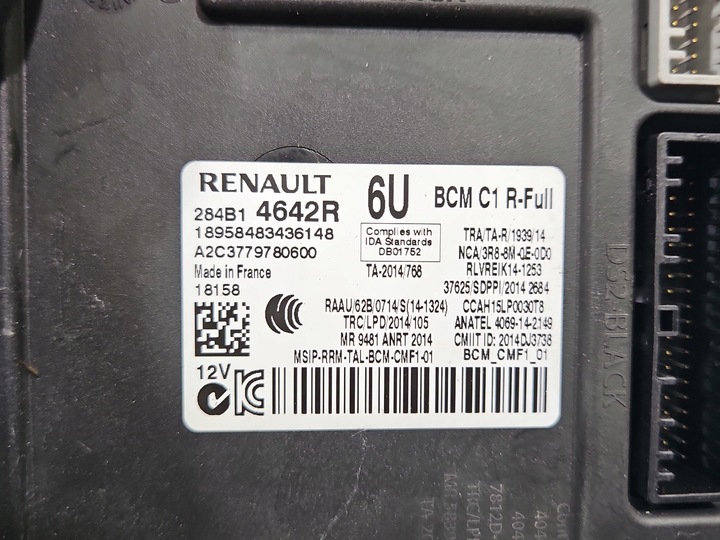 RENAULT 6U BCM C1 R-Full
284B1 4642R
18958483436148
A2C3779780600
Made in France
18158
Complies with
IDA Standards
DB01752
TA-2014/768
TRA/TA-R/1939/14
NCA/3R8-8M-0E-0D0
RLVRE|K14-1253
37625/SDPPI/2014 2684
RAAU/62B/0714/S(14-1324) CCAH15LP0030T8
TRC/LPD/2014/105 ANATEL 4069-14-2149
MR 9481 ANRT 2014 CMIIT ID: 2014DJ3738
MSIP-RRM-TAL-BCM-CMF1-01 BCM_CMF1_01
12V
DS2-BLACK